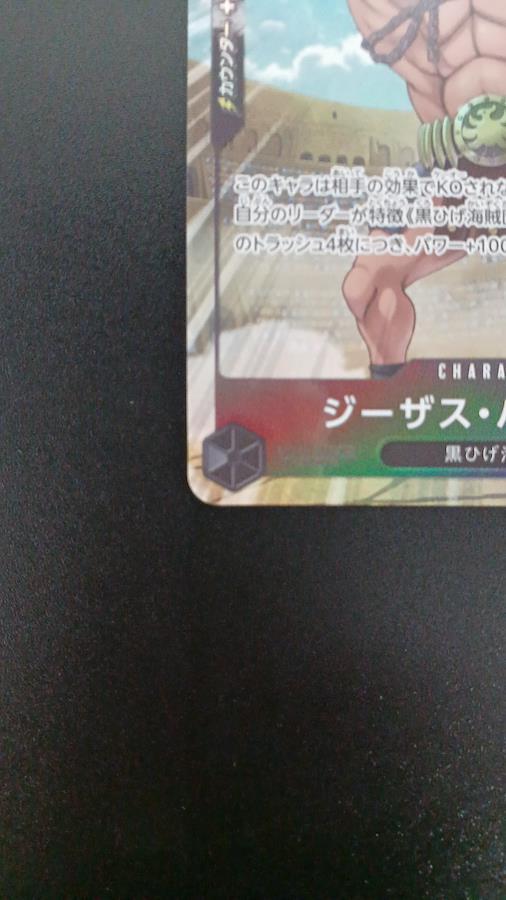 カウンター+
このキャラは相手の効果でKOされな
自分のリーダーが特徴《黒ひげ海賊
のトラッシュ4枚につき、パワー+100
CHARA
ジーザス・
黒ひげ